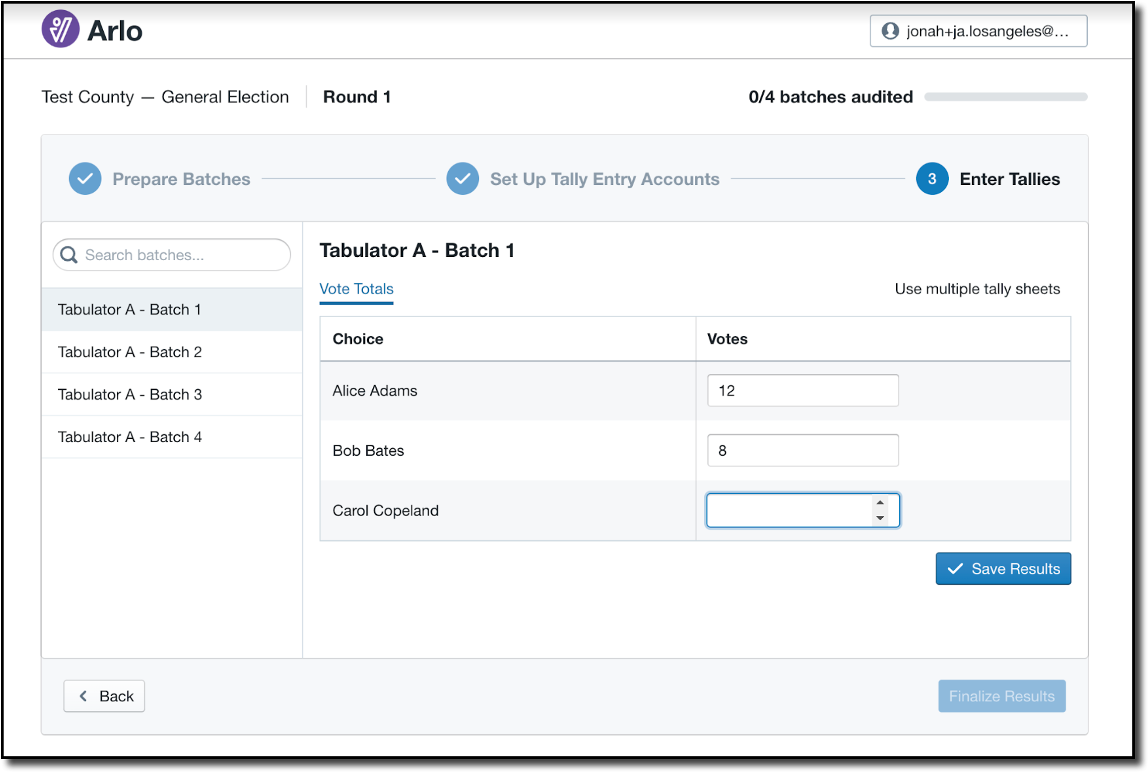 Arlo
jonah+ja.losangeles@...
Test County — General Election
Round 1
0/4 batches audited
Prepare Batches
Set Up Tally Entry Accounts
3
Enter Tallies
Search batches...
Tabulator A - Batch 1
Tabulator A - Batch 2
Tabulator A - Batch 3
Tabulator A - Batch 4
Tabulator A - Batch 1
Vote Totals
Use multiple tally sheets
Choice
Votes
Alice Adams
12
Bob Bates
8
Carol Copeland
Save Results
Back
Finalize Results